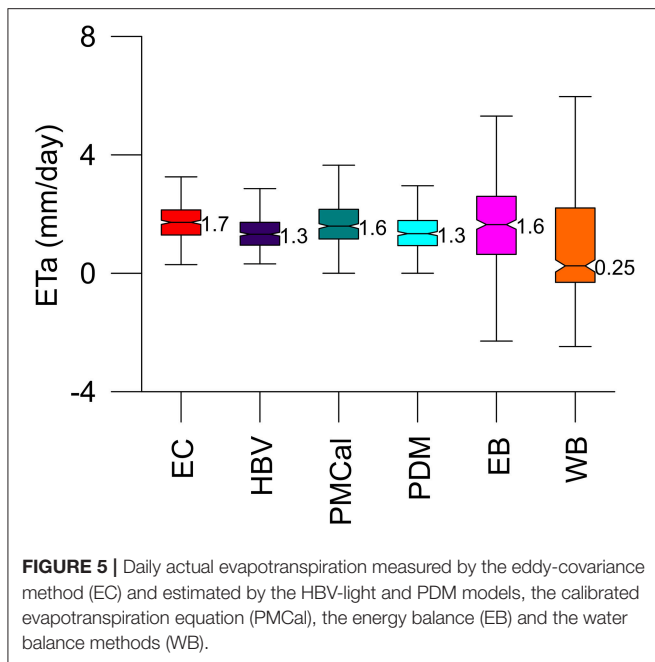 8
4
0
-4
ETa (mm/day)
1.7
1.3
1.6
1.3
1.6
0.25
EC
HBV
PMCal
PDM
EB
WB
FIGURE 5 | Daily actual evapotranspiration measured by the eddy-covariance
method (EC) and estimated by the HBV-light and PDM models, the calibrated
evapotranspiration equation (PMCal), the energy balance (EB) and the water
balance methods (WB).